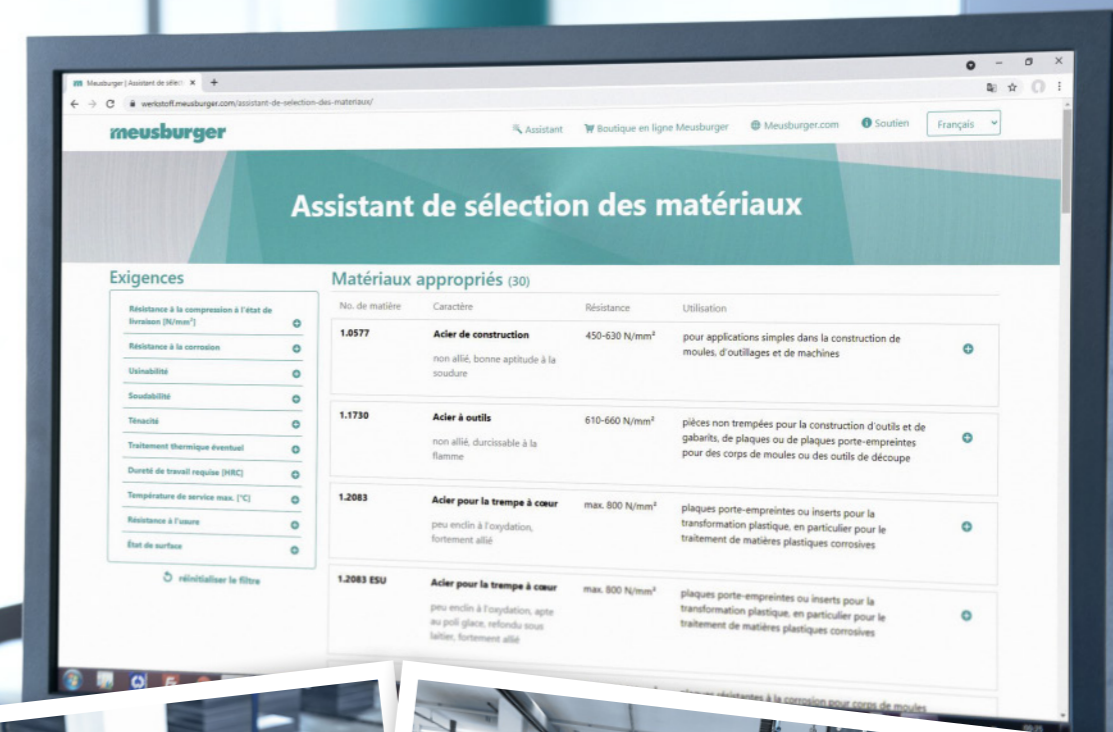 Meusburger | Assistant de sélect
werkstoff.meusburger.com/assistant-de-selection-des-materiaux/
meusburger
Assistant
Boutique en ligne Meusburger
Meusburger.com
Soutien
Français
Assistant de sélection des matériaux
Exigences
Résistance à la compression à l'état de
livraison [N/mm²]
Résistance à la corrosion
Usinabilité
Soudabilité
Ténacité
Traitement thermique éventuel
Dureté de travail requise [HRC]
Température de service max. [°C]
Résistance à l'usure
État de surface
réinitialiser le filtre
Matériaux appropriés (30)
No. de matière Caractère Résistance Utilisation
1.0577
Acier de construction
non allié, bonne aptitude à la
soudure
450-630 N/mm²
pour applications simples dans la construction de
moules, d'outillages et de machines
1.1730
Acier à outils
non allié, durcissable à la
flamme
610-660 N/mm²
pièces non trempées pour la construction d'outils et de
gabarits, de plaques ou de plaques porte-empreintes
pour des corps de moules ou des outils de découpe
1.2083
Acier pour la trempe à cœur
peu enclin à l'oxydation,
fortement allié
max. 800 N/mm²
plaques porte-empreintes ou inserts pour la
transformation plastique, en particulier pour le
traitement de matières plastiques corrosives
1.2083 ESU
Acier pour la trempe à cœur
peu enclin à l'oxydation, apte
au poli glace, refondu sous
laitier, fortement allié
max. 800 N/mm²
plaques porte-empreintes ou inserts pour la
transformation plastique, en particulier pour le
traitement de matières plastiques corrosives
plaques résistantes à la corrosion pour corps de moules